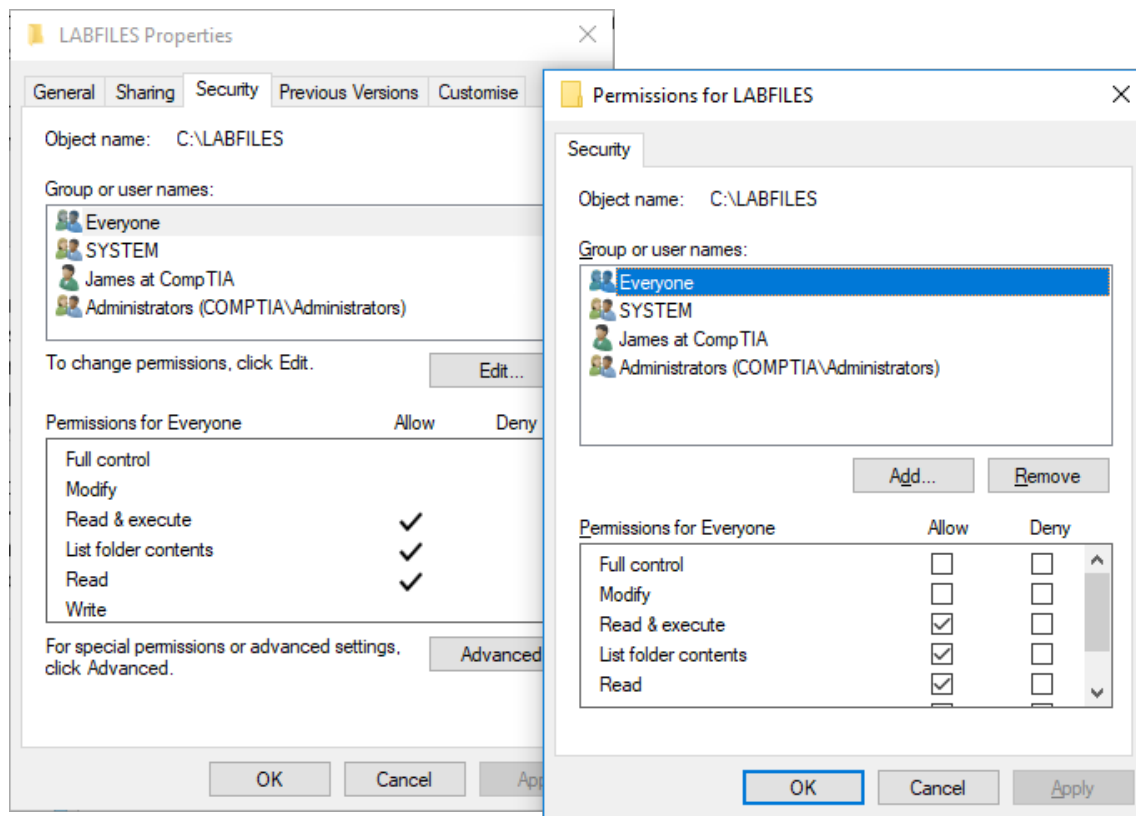 LABFILES Properties
General Sharing Security Previous Versions Customise
Object name: C:\LABFILES
Group or user names:
Everyone
SYSTEM
James at CompTIA
Administrators (COMPTIA\Administrators)
To change permissions, click Edit.
Edit...
Permissions for Everyone Allow Deny
Full control
Modify
Read & execute
List folder contents
Read
Write
For special permissions or advanced settings,
click Advanced.
Advanced
OK Cancel App
Permissions for LABFILES
Security
Object name: C:\LABFILES
Group or user names:
Everyone
SYSTEM
James at CompTIA
Administrators (COMPTIA\Administrators)
Add... Remove
Permissions for Everyone Allow Deny
Full control
Modify
Read & execute
List folder contents
Read
OK Cancel Apply